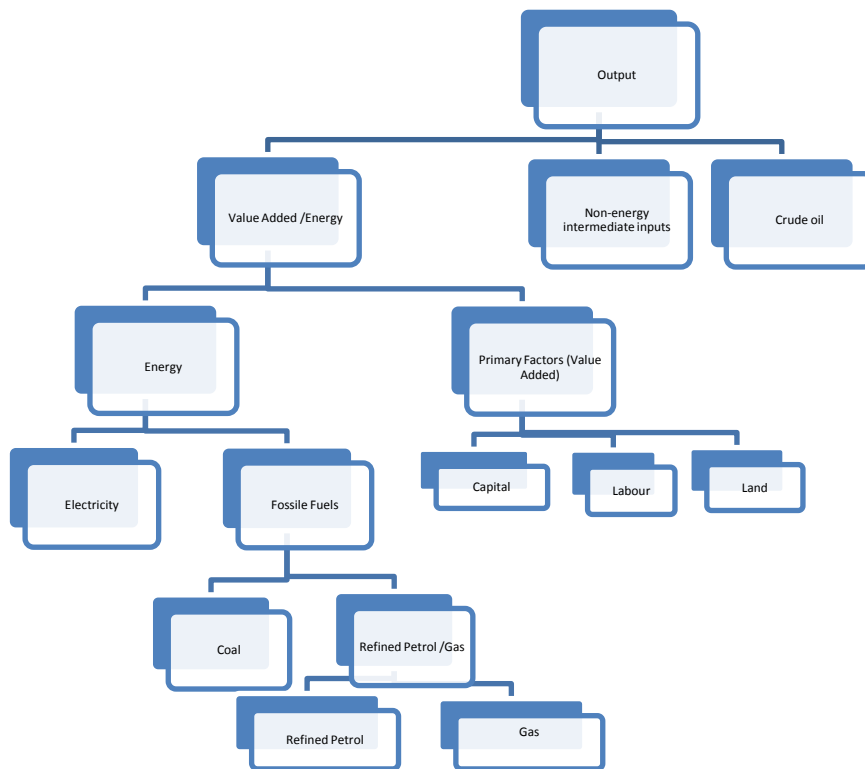 Output
Value Added /Energy
Non-energy
intermediate inputs
Crude oil
Energy
Primary Factors (Value
Added)
Electricity
Fossile Fuels
Capital
Labour
Land
Coal
Refined Petrol /Gas
Refined Petrol
Gas